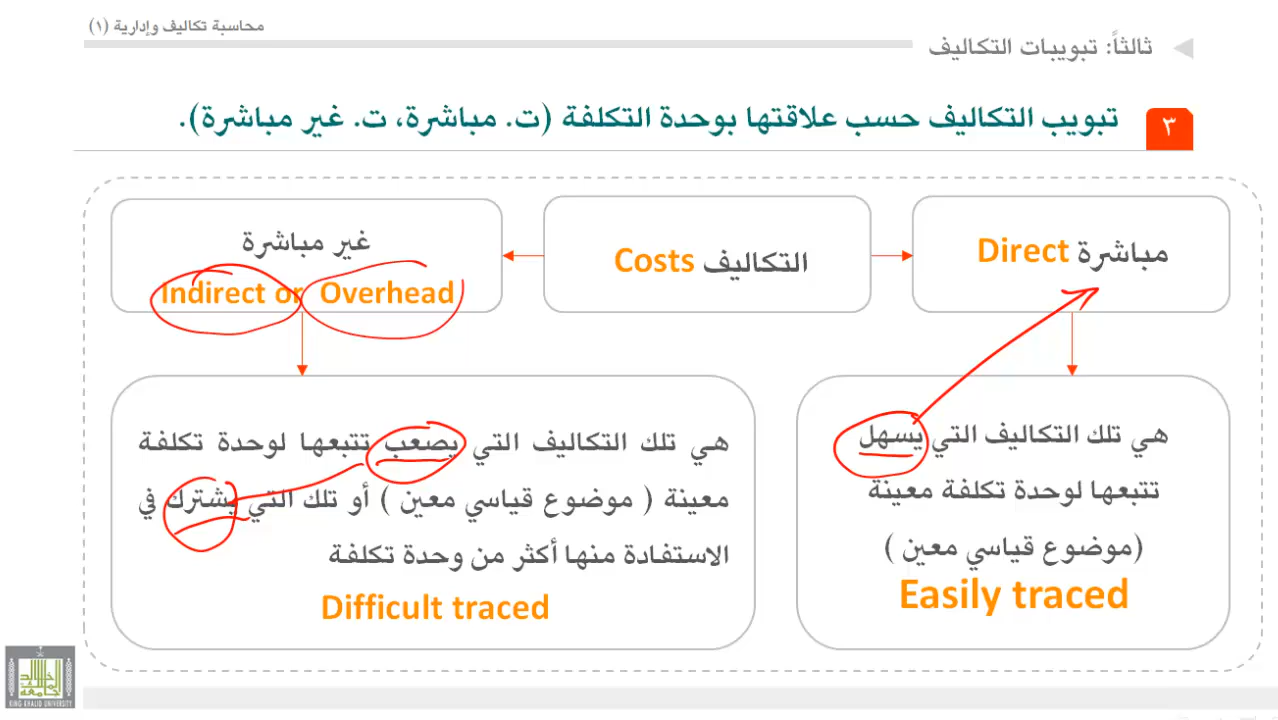 محاسبة تكاليف وإدارية (١)
ثالثاً: تبويبات التكاليف
٣
تبويب التكاليف حسب علاقتها بوحدة التكلفة (ت. مباشرة، ت. غير مباشرة).
مباشرة Direct
التكاليف Costs
غير مباشرة
Indirect or Overhead
هي تلك التكاليف التي يسهل
تتبعها لوحدة تكلفة معينة
(موضوع قياسي معين )
Easily traced
هي تلك التكاليف التي يصعب تتبعها لوحدة تكلفة
معينة ( موضوع قياسي معين ) أو تلك التي يشترك في
الاستفادة منها أكثر من وحدة تكلفة
Difficult traced
KING KHALID UNIVERSITY